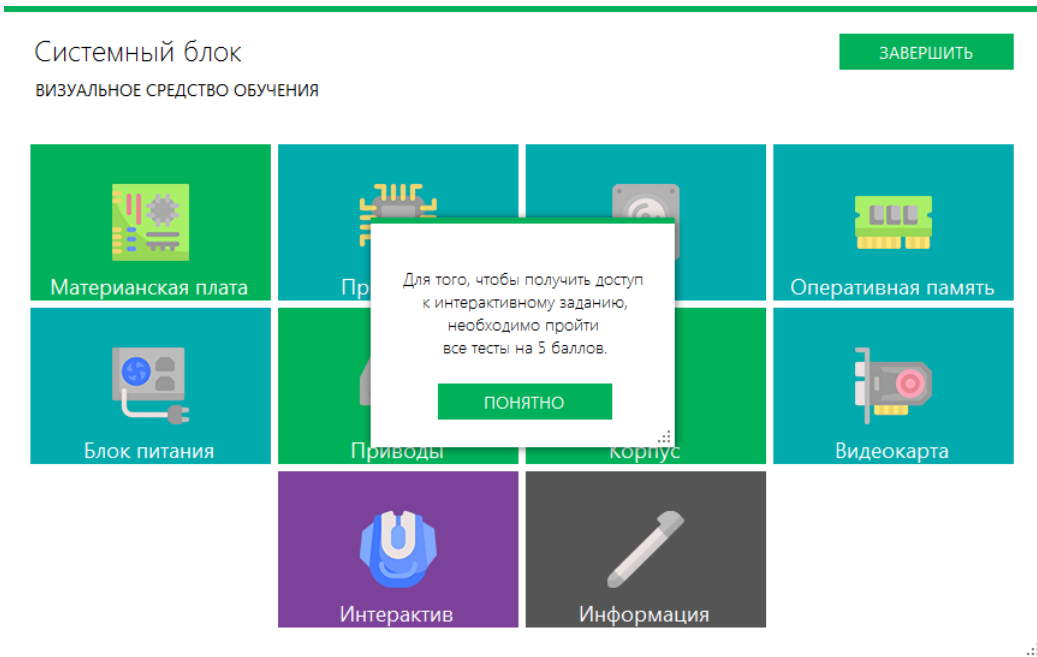 Системный блок
ЗАВЕРШИТЬ
ВИЗУАЛЬНОЕ СРЕДСТВО ОБУЧЕНИЯ
Материанская плата
Оперативная память
Для того, чтобы получить доступ
к интерактивному заданию,
необходимо пройти
все тесты на 5 баллов.
ПОНЯТНО
Блок питания
Приводы
Корпус
Видеокарта
Интерактив
Информация